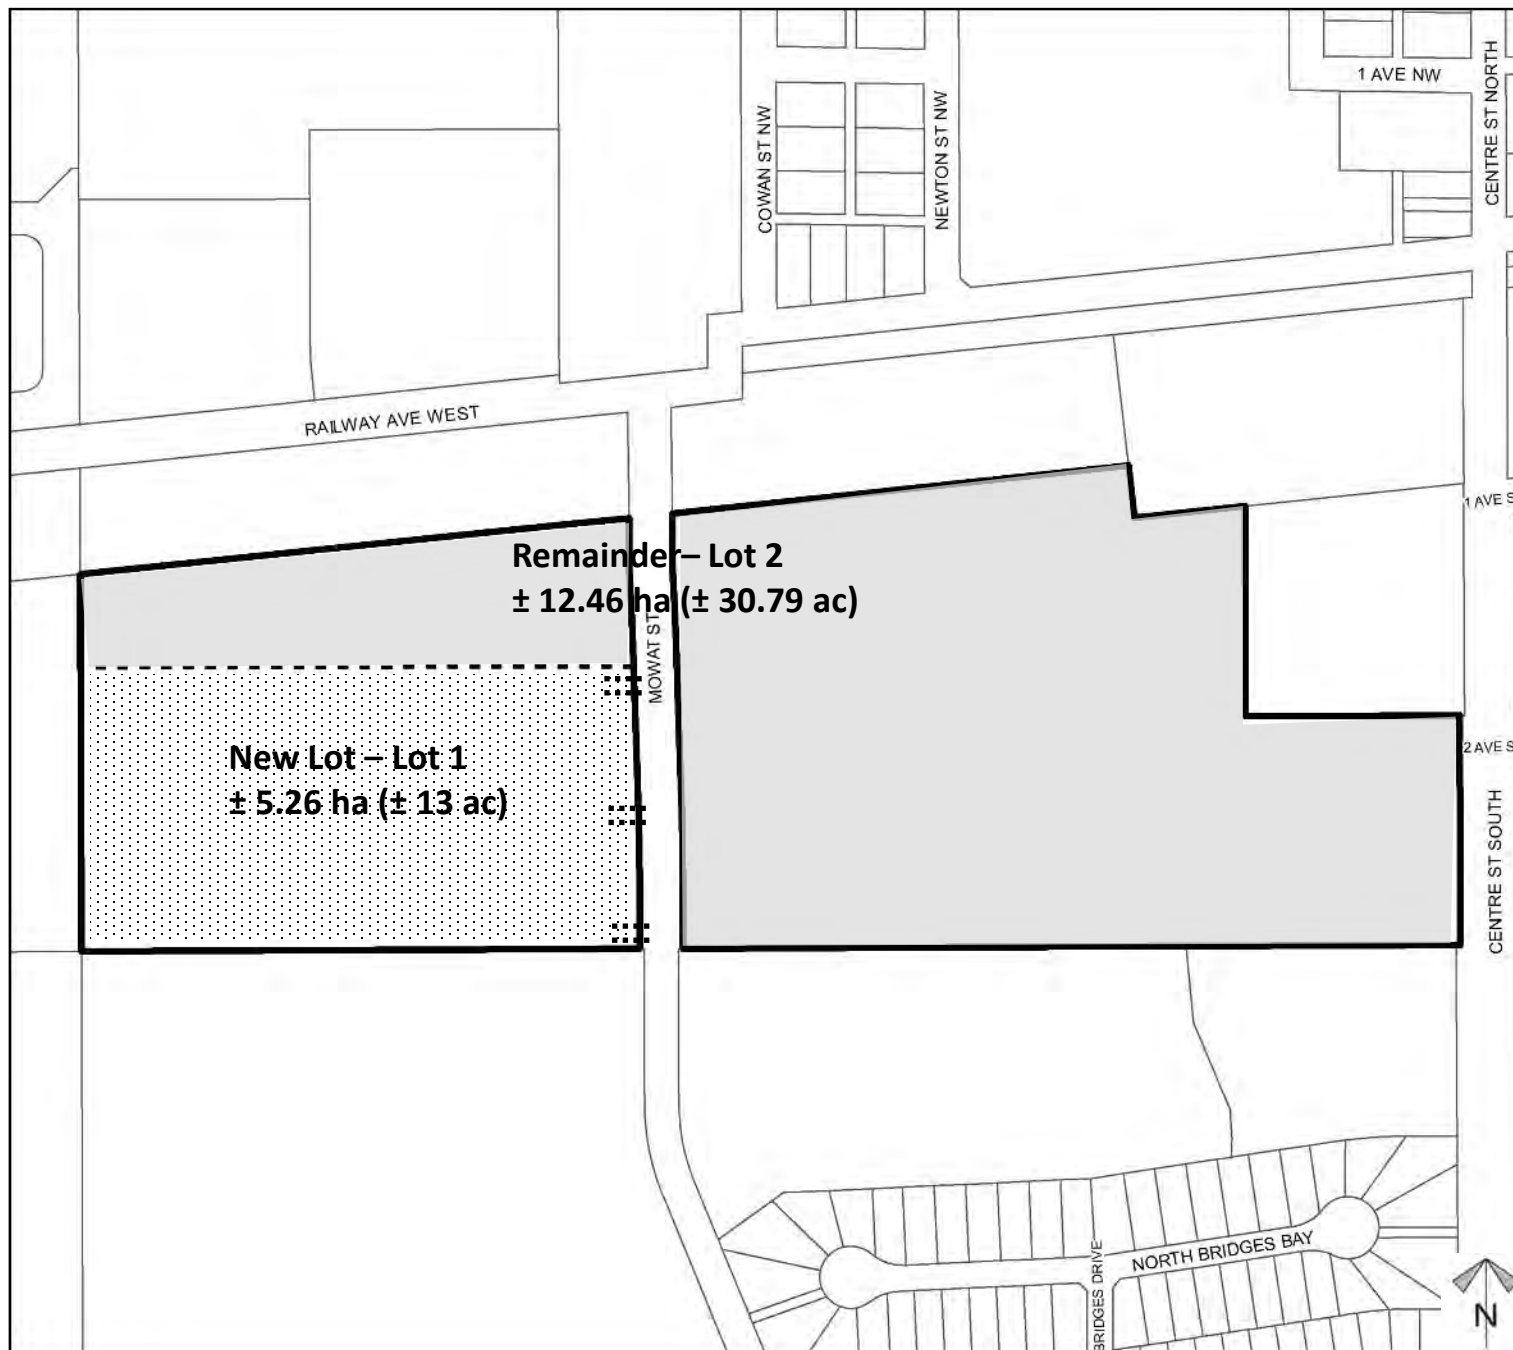 1 AVE NW
CENTRE ST NORTH
COWAN ST NW
NEWTON ST NW
RAILWAY AVE WEST
1 AVE S
Remainder – Lot 2
± 12.46 ha (± 30.79 ac)
MOWAT ST
New Lot – Lot 1
± 5.26 ha (± 13 ac)
2 AVE S
CENTRE ST SOUTH
NORTH BRIDGES BAY
BRIDGES DRIVE
N